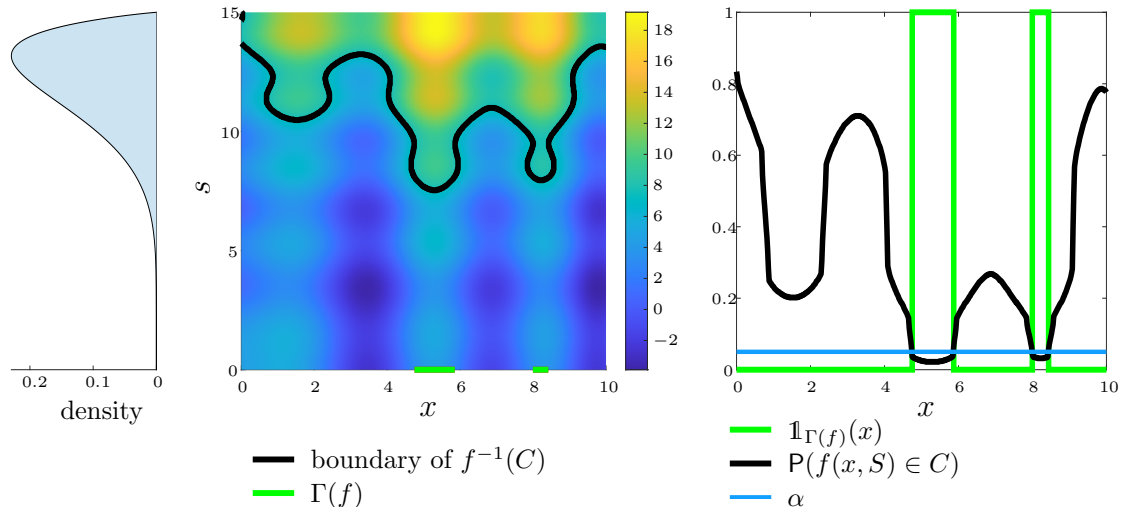 0.2 0.1 0
density
15
10
5
0
s
0 2 4 6 8 10
x
18
16
14
12
10
8
6
4
2
0
−2
boundary of f⁻¹(C)
Γ(f)
1
0.8
0.6
0.4
0.2
0
0 2 4 6 8 10
x
𝟙_Γ(f)(x)
P(f(x, S) ∈ C)
α